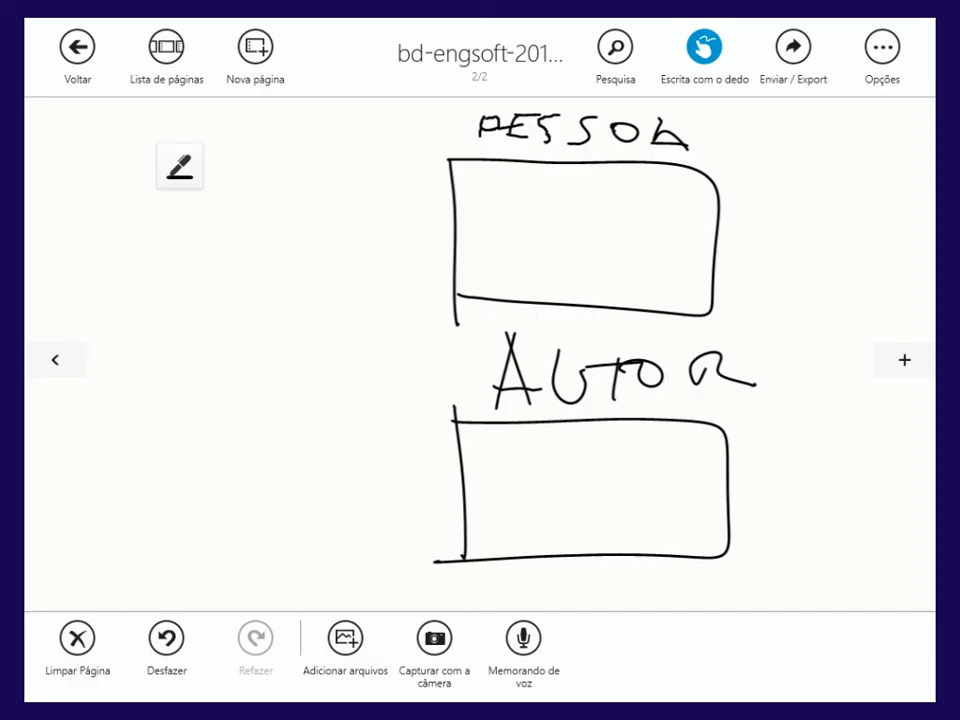 bd-engsoft-201...
2/2
Voltar
Lista de páginas
Nova página
Pesquisa
Escrita com o dedo
Enviar / Export
Opções
PESSOA
AUTOR
Limpar Página
Desfazer
Refazer
Adicionar arquivos
Capturar com a
câmera
Memorando de
voz